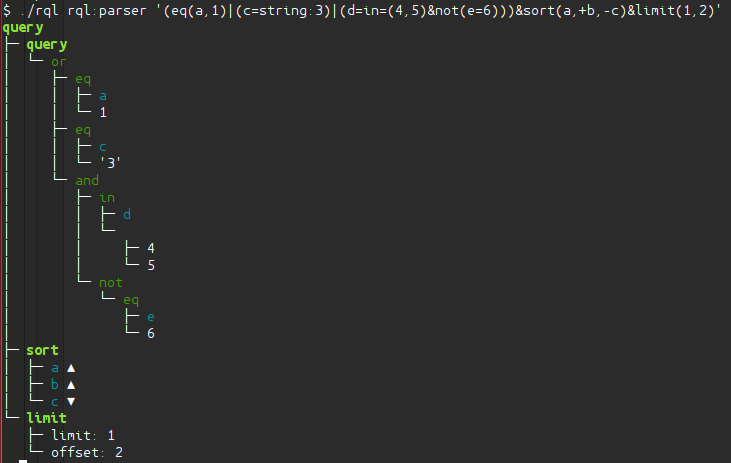 $ ./rql rql:parser '(eq(a,1)|(c=string:3)|(d=in=(4,5)&not(e=6)))&sort(a,+b,-c)&limit(1,2)'
query
├─ query
│  └─ or
│     ├─ eq
│     │  ├─ a
│     │  └─ 1
│     ├─ eq
│     │  ├─ c
│     │  └─ '3'
│     └─ and
│        ├─ in
│        │  ├─ d
│        │  └─
│        │     ├─ 4
│        │     └─ 5
│        └─ not
│           └─ eq
│              ├─ e
│              └─ 6
├─ sort
│  ├─ a ▲
│  ├─ b ▲
│  └─ c ▼
└─ limit
   ├─ limit: 1
   └─ offset: 2